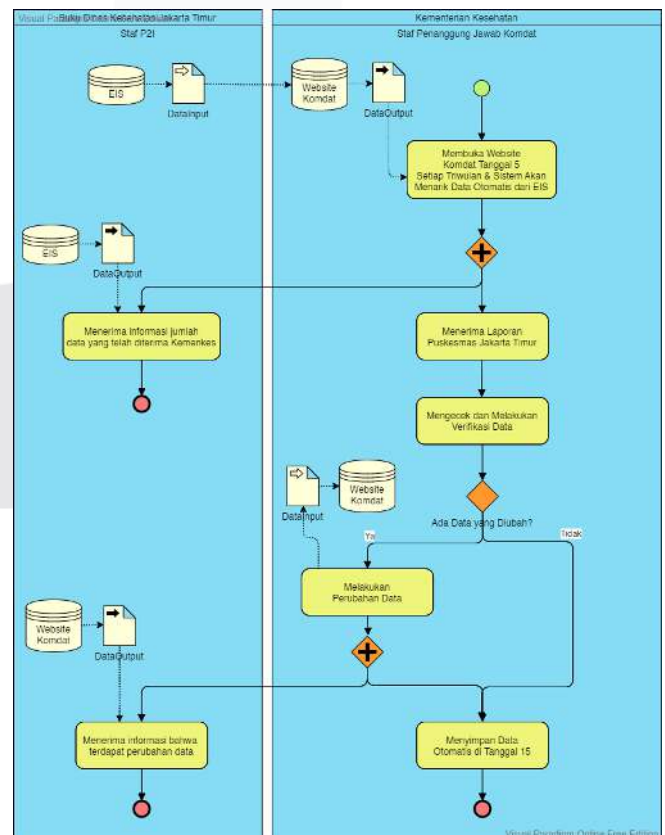 Suku Dinas Kesehatan Jakarta Timur
Kementerian Kesehatan
Staf P2I
Staf Penanggung Jawab Komdat
EIS
DataInput
Website
Komdat
DataOutput
Membuka Website
Komdat Tanggal 5
Setiap Triwulan & Sistem Akan
Menarik Data Otomatis dari EIS
EIS
DataOutput
Menerima informasi jumlah
data yang telah diterima Kemenkes
Menerima Laporan
Puskesmas Jakarta Timur
Mengecek dan Melakukan
Verifikasi Data
DataInput
Website
Komdat
Ada Data yang Diubah?
Ya
Tidak
Melakukan
Perubahan Data
Website
Komdat
DataOutput
Menerima informasi bahwa
terdapat perubahan data
Menyimpan Data
Otomatis di Tanggal 15
Visual Paradigm Online Free Edition